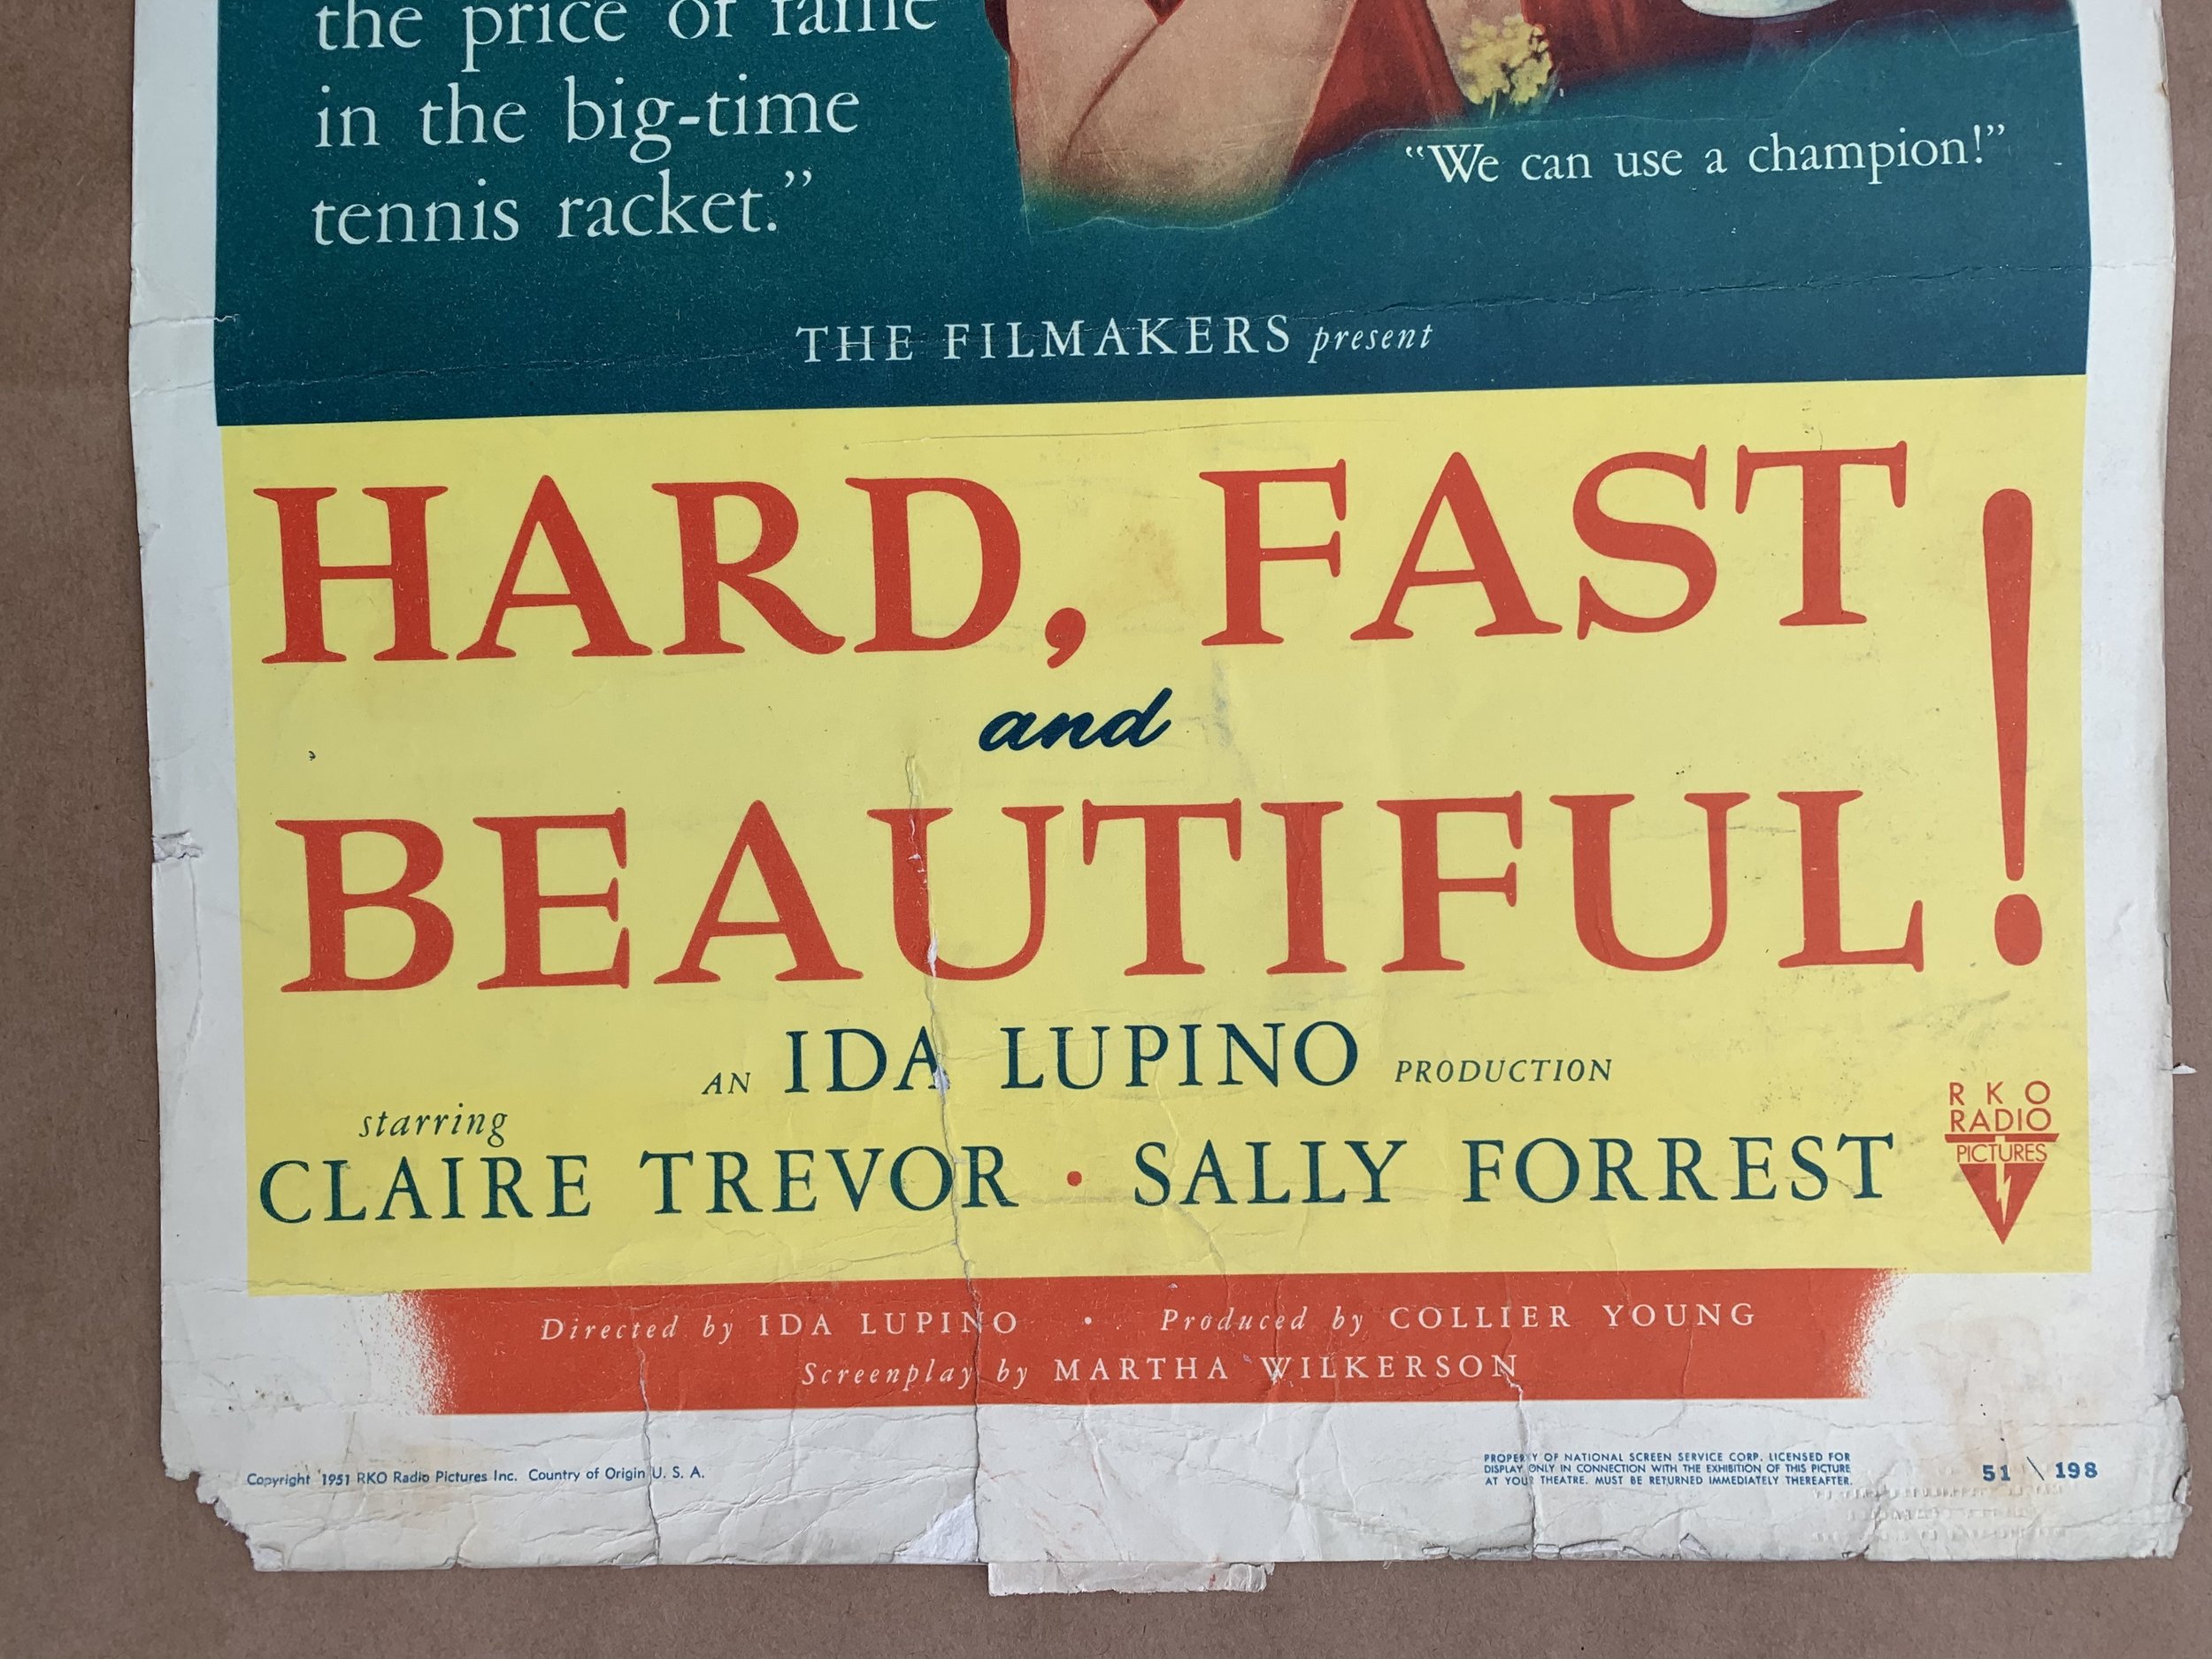 the price of fame
in the big-time
tennis racket.”
“We can use a champion!”
THE FILMAKERS present
HARD, FAST
and
BEAUTIFUL!
AN IDA LUPINO PRODUCTION
starring
CLAIRE TREVOR • SALLY FORREST
R K O
RADIO
PICTURES
Directed by IDA LUPINO • Produced by COLLIER YOUNG
Screenplay by MARTHA WILKERSON
Copyright 1951 RKO Radio Pictures Inc. Country of Origin U. S. A.
PROPERTY OF NATIONAL SCREEN SERVICE CORP. LICENSED FOR
DISPLAY ONLY IN CONNECTION WITH THE EXHIBITION OF THIS PICTURE
AT YOUR THEATRE. MUST BE RETURNED IMMEDIATELY THEREAFTER.
51 \ 198